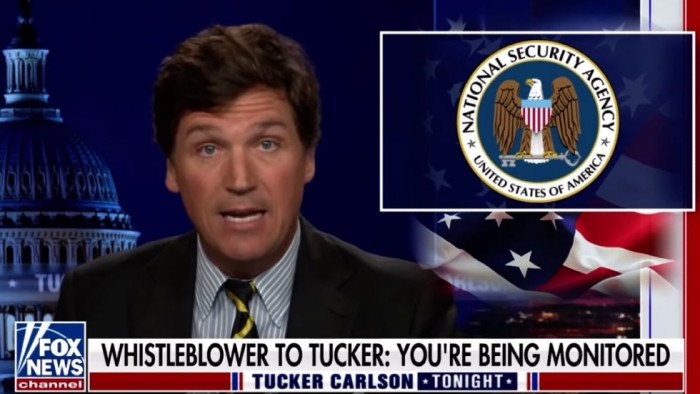 NATIONAL SECURITY AGENCY
UNITED STATES OF AMERICA
TU
FOX
NEWS
channel
WHISTLEBLOWER TO TUCKER: YOU'RE BEING MONITORED
TUCKER CARLSON TONIGHT